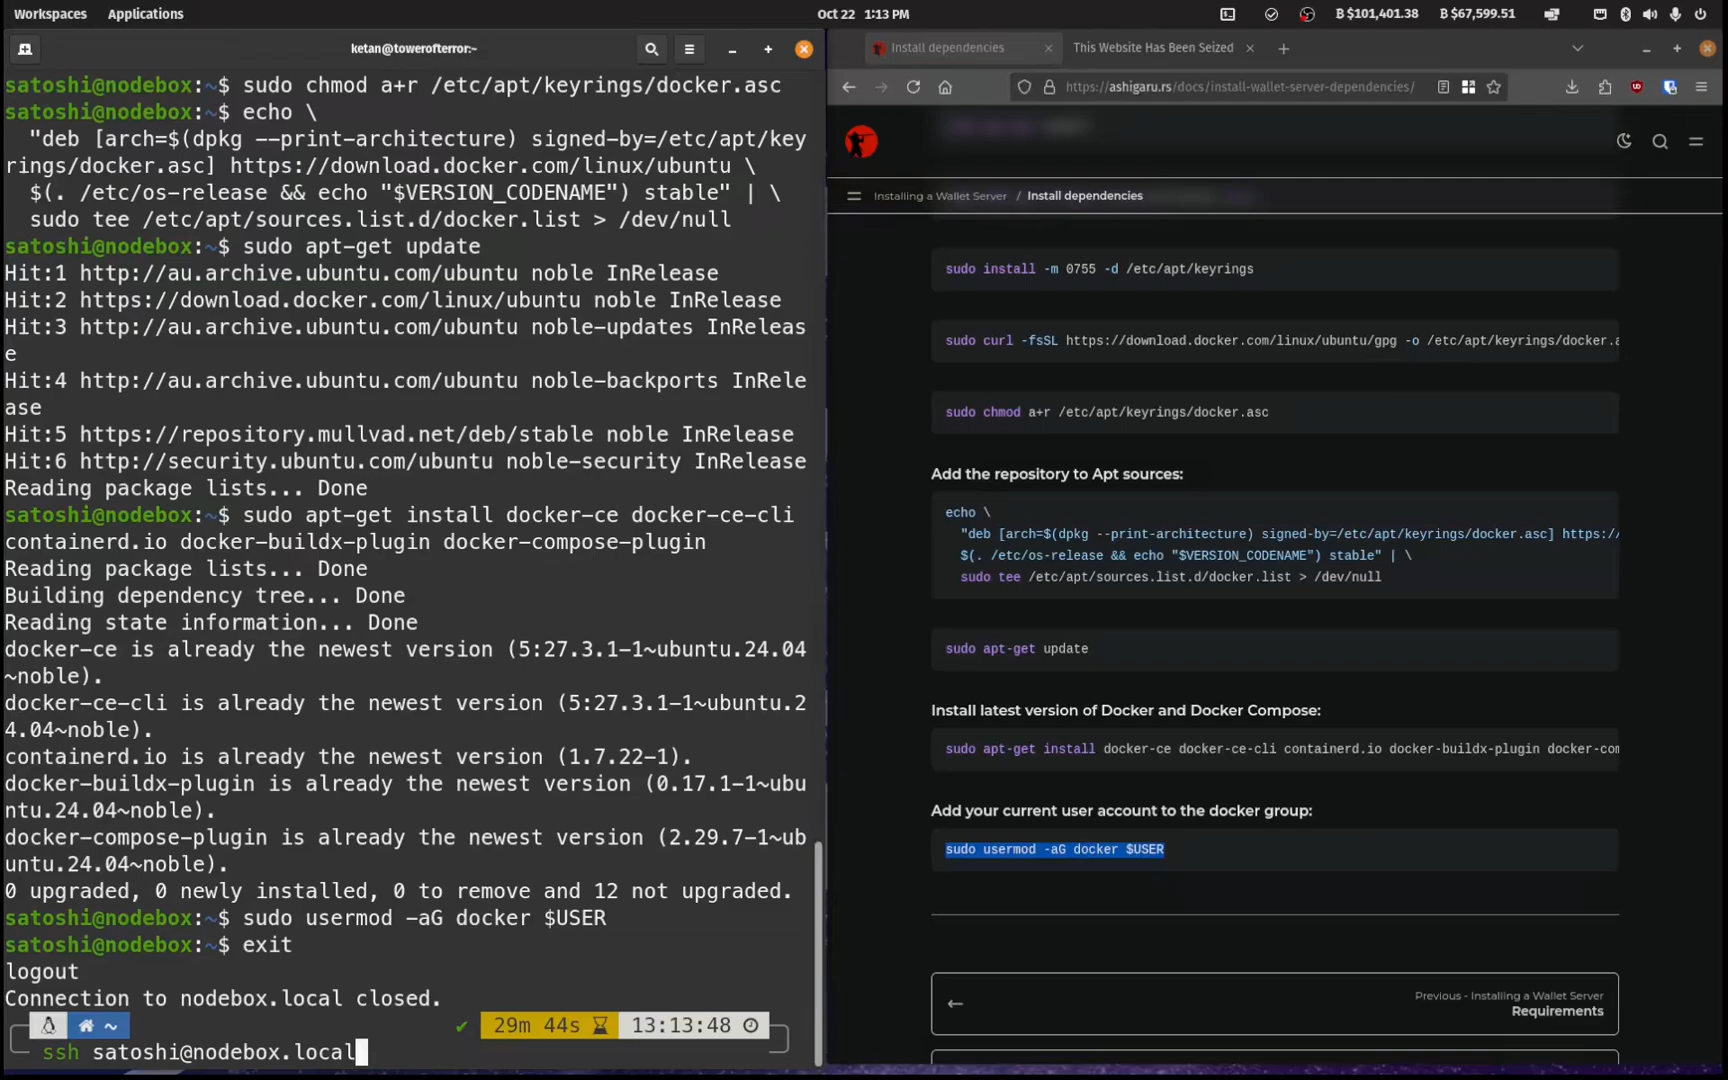 Workspaces Applications Oct 22 1:13 PM ₿ $101,401.38 ₿ $67,599.51
ketan@towerofterror:~
satoshi@nodebox:~$ sudo chmod a+r /etc/apt/keyrings/docker.asc
satoshi@nodebox:~$ echo \
"deb [arch=$(dpkg --print-architecture) signed-by=/etc/apt/key
rings/docker.asc] https://download.docker.com/linux/ubuntu \
$(. /etc/os-release && echo "$VERSION_CODENAME") stable" | \
sudo tee /etc/apt/sources.list.d/docker.list > /dev/null
satoshi@nodebox:~$ sudo apt-get update
Hit:1 http://au.archive.ubuntu.com/ubuntu noble InRelease
Hit:2 https://download.docker.com/linux/ubuntu noble InRelease
Hit:3 http://au.archive.ubuntu.com/ubuntu noble-updates InReleas
e
Hit:4 http://au.archive.ubuntu.com/ubuntu noble-backports InRele
ase
Hit:5 https://repository.mullvad.net/deb/stable noble InRelease
Hit:6 http://security.ubuntu.com/ubuntu noble-security InRelease
Reading package lists... Done
satoshi@nodebox:~$ sudo apt-get install docker-ce docker-ce-cli
containerd.io docker-buildx-plugin docker-compose-plugin
Reading package lists... Done
Building dependency tree... Done
Reading state information... Done
docker-ce is already the newest version (5:27.3.1-1~ubuntu.24.04
~noble).
docker-ce-cli is already the newest version (5:27.3.1-1~ubuntu.2
4.04~noble).
containerd.io is already the newest version (1.7.22-1).
docker-buildx-plugin is already the newest version (0.17.1-1~ubu
ntu.24.04~noble).
docker-compose-plugin is already the newest version (2.29.7-1~ub
untu.24.04~noble).
0 upgraded, 0 newly installed, 0 to remove and 12 not upgraded.
satoshi@nodebox:~$ sudo usermod -aG docker $USER
satoshi@nodebox:~$ exit
logout
Connection to nodebox.local closed.
~ ✔ 29m 44s 13:13:48
ssh satoshi@nodebox.local
Install dependencies
This Website Has Been Seized
https://ashigaru.rs/docs/install-wallet-server-dependencies/
Installing a Wallet Server / Install dependencies
sudo install -m 0755 -d /etc/apt/keyrings
sudo curl -fsSL https://download.docker.com/linux/ubuntu/gpg -o /etc/apt/keyrings/docker.a
sudo chmod a+r /etc/apt/keyrings/docker.asc
Add the repository to Apt sources:
echo \
"deb [arch=$(dpkg --print-architecture) signed-by=/etc/apt/keyrings/docker.asc] https:/
$(. /etc/os-release && echo "$VERSION_CODENAME") stable" | \
sudo tee /etc/apt/sources.list.d/docker.list > /dev/null
sudo apt-get update
Install latest version of Docker and Docker Compose:
sudo apt-get install docker-ce docker-ce-cli containerd.io docker-buildx-plugin docker-com
Add your current user account to the docker group:
sudo usermod -aG docker $USER
Previous - Installing a Wallet Server
Requirements